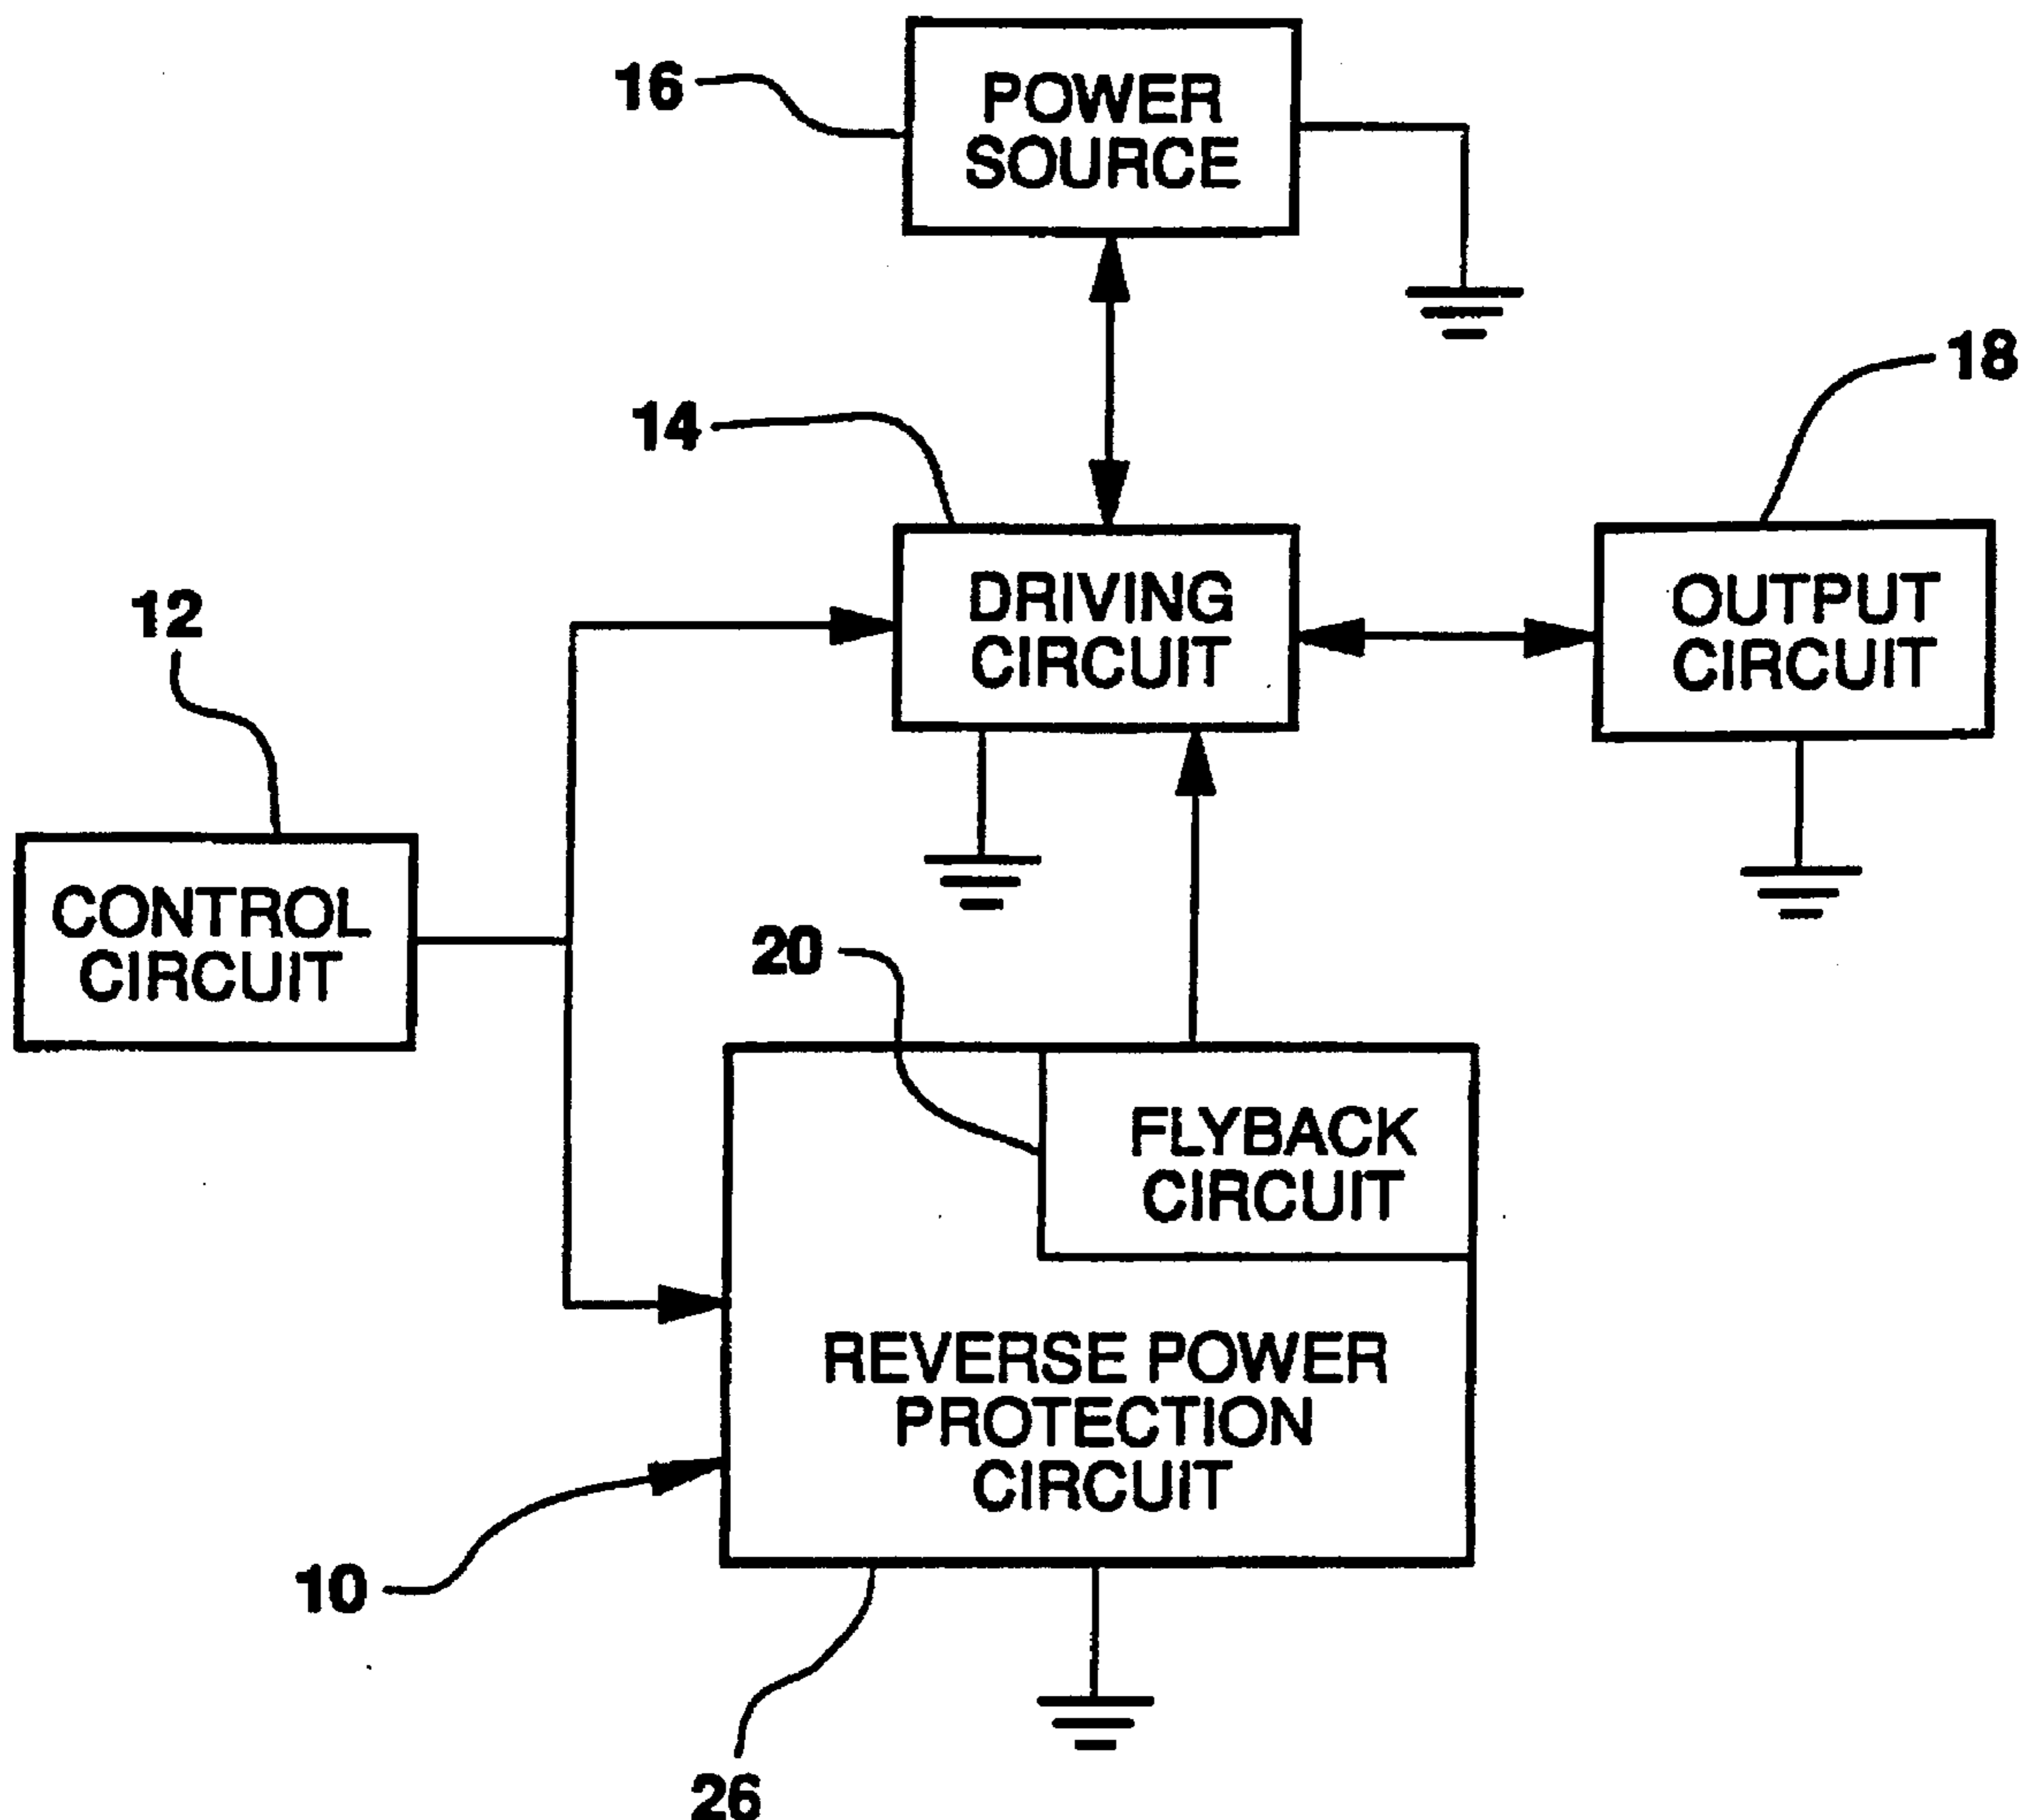 16
POWER
SOURCE
18
14
DRIVING
CIRCUIT
OUTPUT
CIRCUIT
12
CONTROL
CIRCUIT
20
FLYBACK
CIRCUIT
REVERSE POWER
PROTECTION
CIRCUIT
10
26